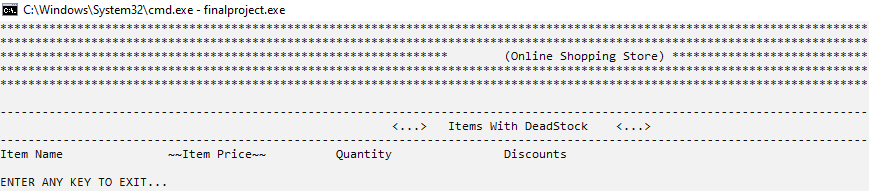 C:\Windows\System32\cmd.exe - finalproject.exe
****************************************************************************************************************************
****************************************************************************************************************************
**************************************************************** (Online Shopping Store) ****************************
****************************************************************************************************************************
****************************************************************************************************************************
----------------------------------------------------------------------------------------------------------------------------
<...> Items With DeadStock <...>
----------------------------------------------------------------------------------------------------------------------------
Item Name ~~Item Price~~ Quantity Discounts
ENTER ANY KEY TO EXIT...